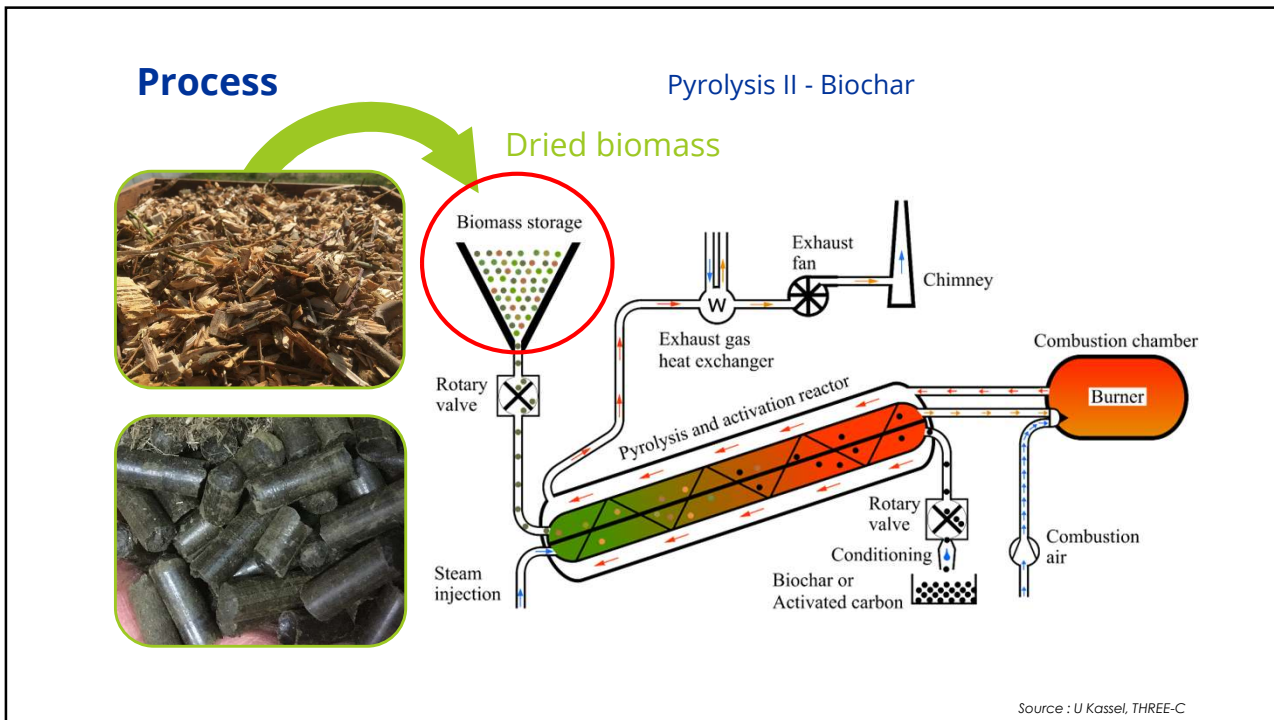 Process
Pyrolysis II - Biochar
Dried biomass
Biomass storage
Exhaust
fan
Chimney
W
Exhaust gas
heat exchanger
Combustion chamber
Burner
Rotary
valve
Pyrolysis and activation reactor
Rotary
valve
Conditioning
Combustion
air
Steam
injection
Biochar or
Activated carbon
Source : U Kassel, THREE-C